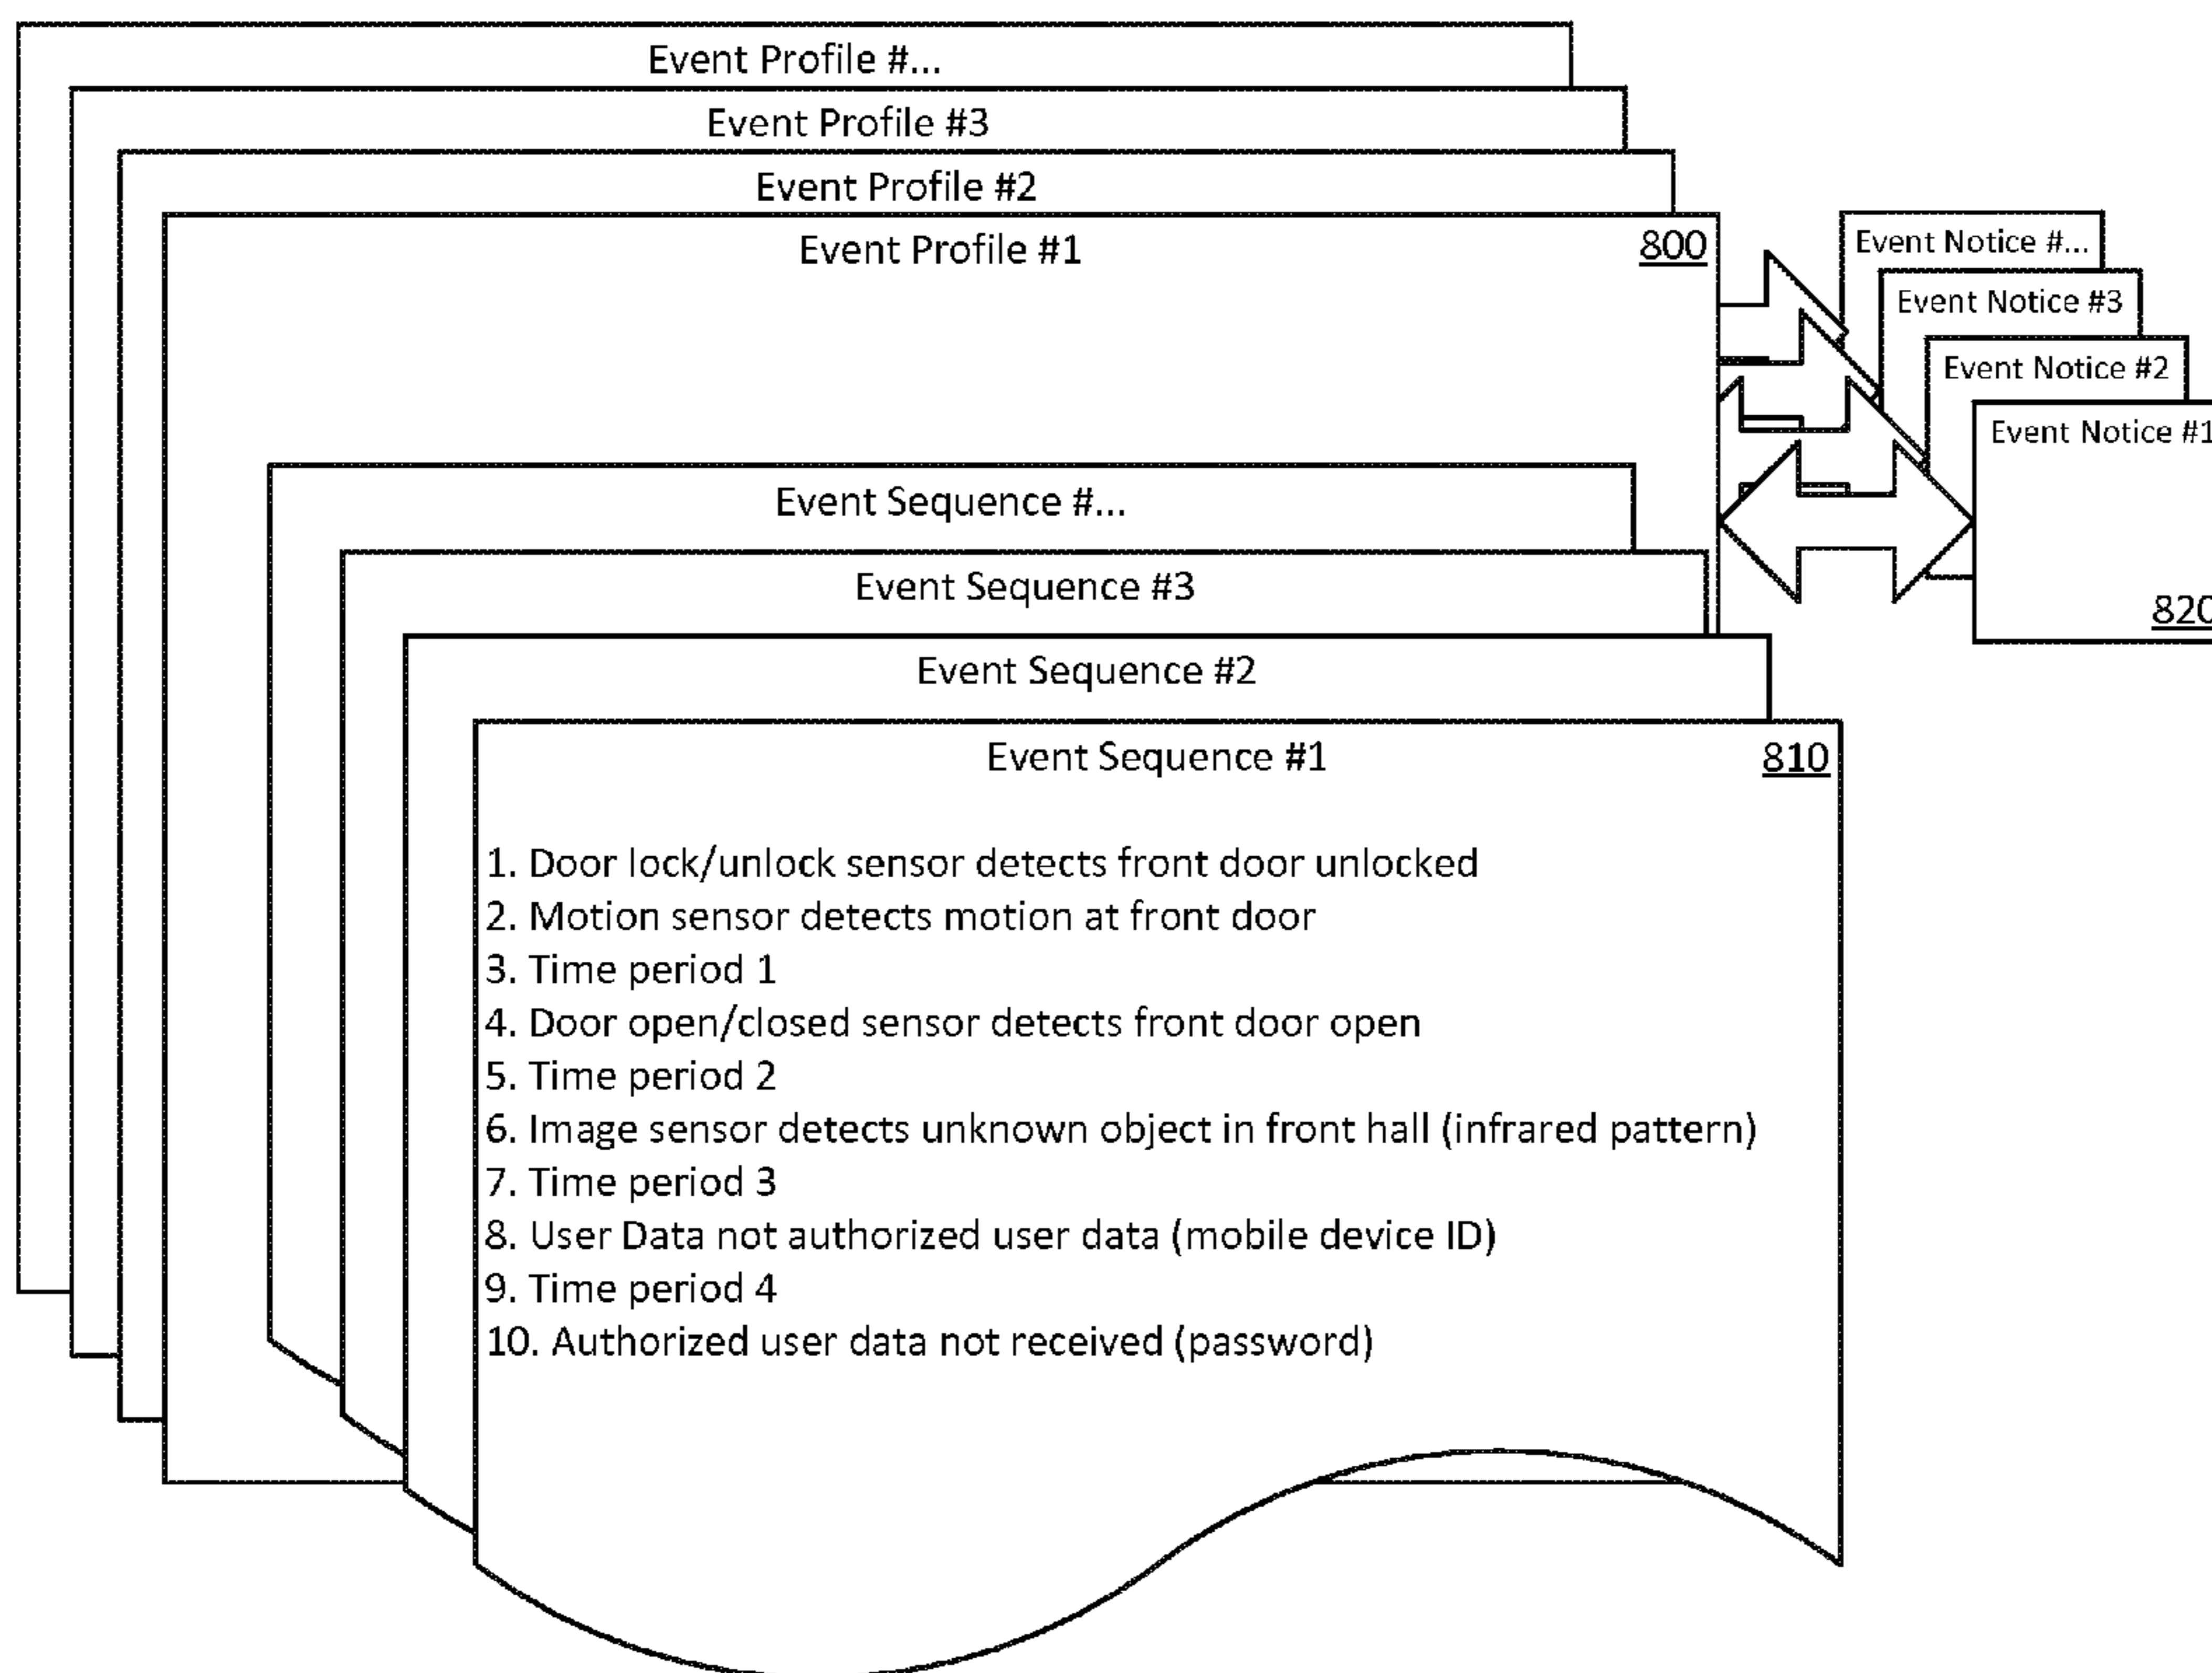 Event Profile #...
Event Profile #3
Event Profile #2
Event Profile #1
800
Event Notice #...
Event Notice #3
Event Notice #2
Event Notice #1
820
Event Sequence #...
Event Sequence #3
Event Sequence #2
Event Sequence #1
810
1. Door lock/unlock sensor detects front door unlocked
2. Motion sensor detects motion at front door
3. Time period 1
4. Door open/closed sensor detects front door open
5. Time period 2
6. Image sensor detects unknown object in front hall (infrared pattern)
7. Time period 3
8. User Data not authorized user data (mobile device ID)
9. Time period 4
10. Authorized user data not received (password)